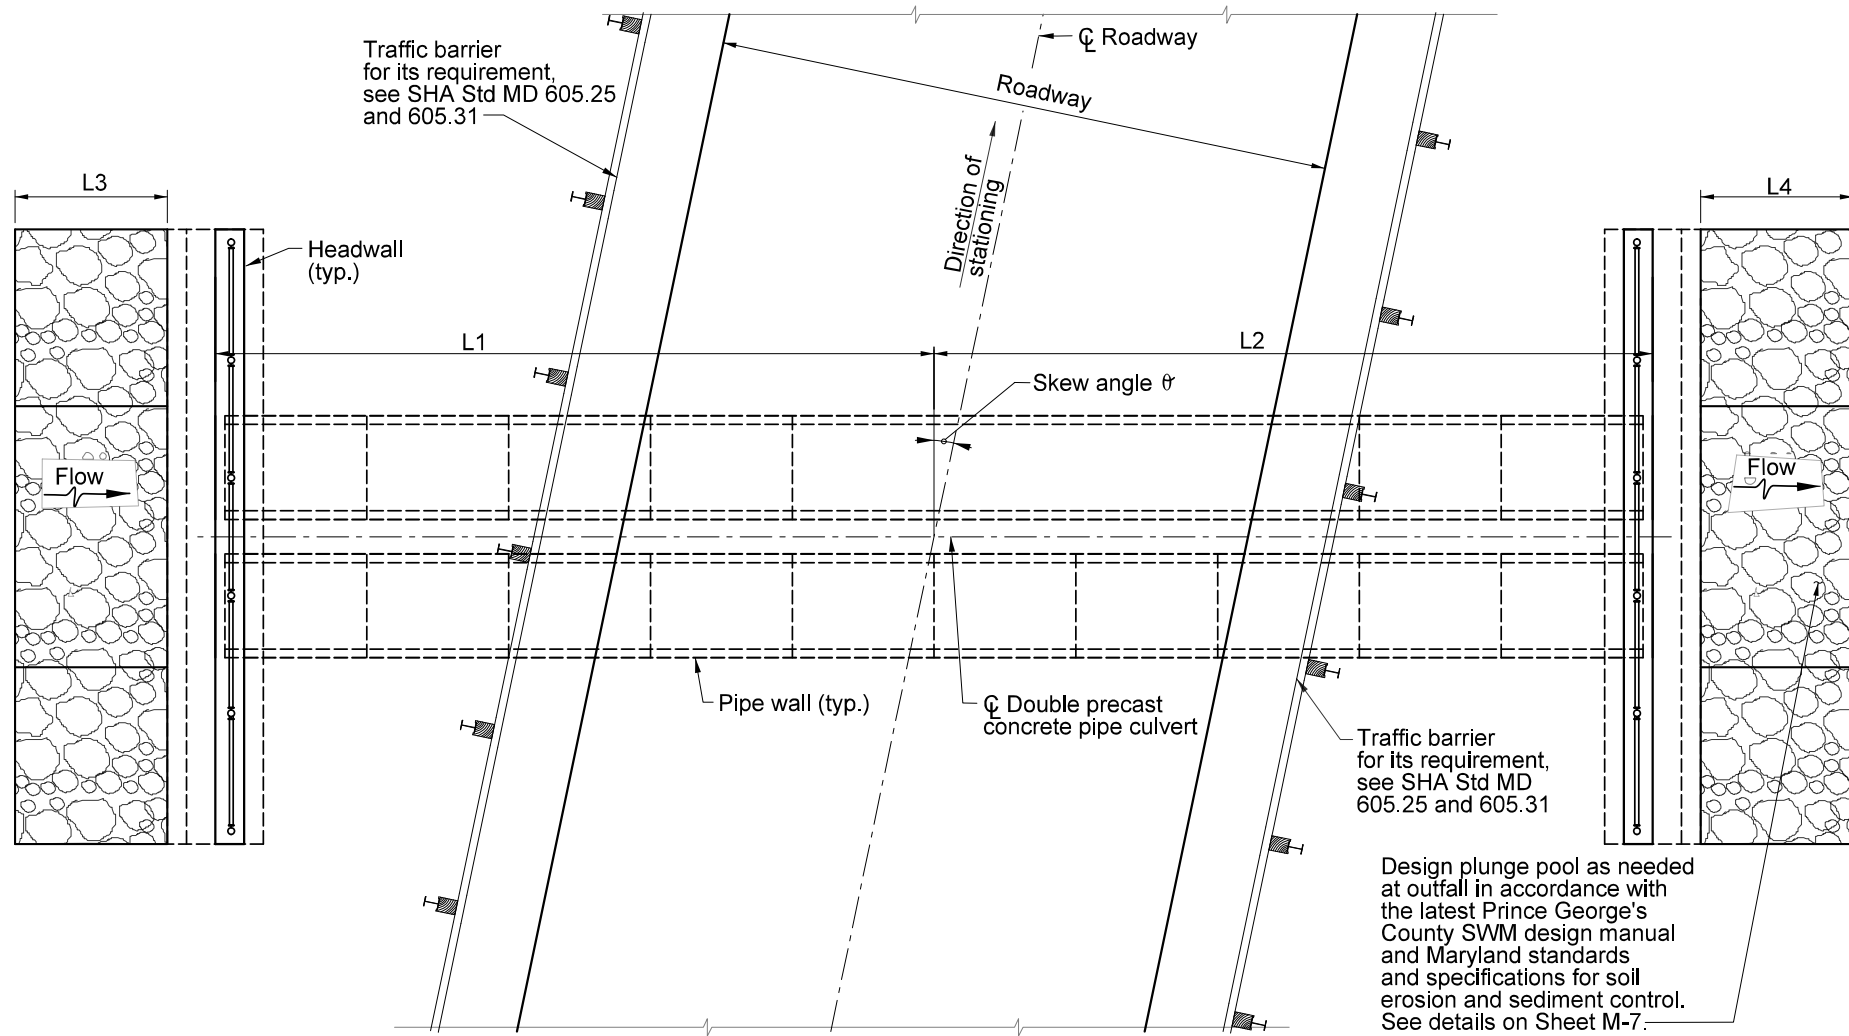 Traffic barrier
for its requirement,
see SHA Std MD 605.25
and 605.31
℄ Roadway
Roadway
Direction of
stationing
L3
L4
Headwall
(typ.)
L1
L2
Skew angle θ
Flow
Flow
Pipe wall (typ.)
℄ Double precast
concrete pipe culvert
Traffic barrier
for its requirement,
see SHA Std MD
605.25 and 605.31
Design plunge pool as needed
at outfall in accordance with
the latest Prince George's
County SWM design manual
and Maryland standards
and specifications for soil
erosion and sediment control.
See details on Sheet M-7.